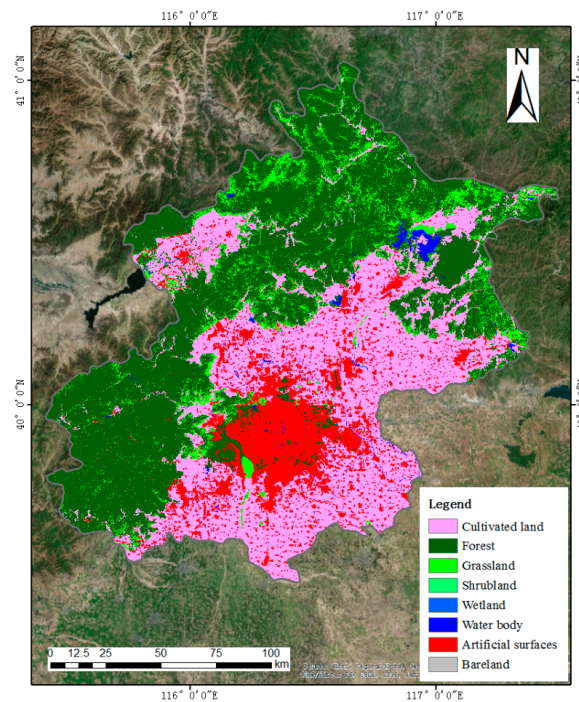 116° 0′0″E 117° 0′0″E
N
41° 0′0″N
40° 0′0″N
Legend
Cultivated land
Forest
Grassland
Shrubland
Wetland
Water body
Artificial surfaces
Bareland
0 12.5 25 50 75 100
km
116° 0′0″E 117° 0′0″E